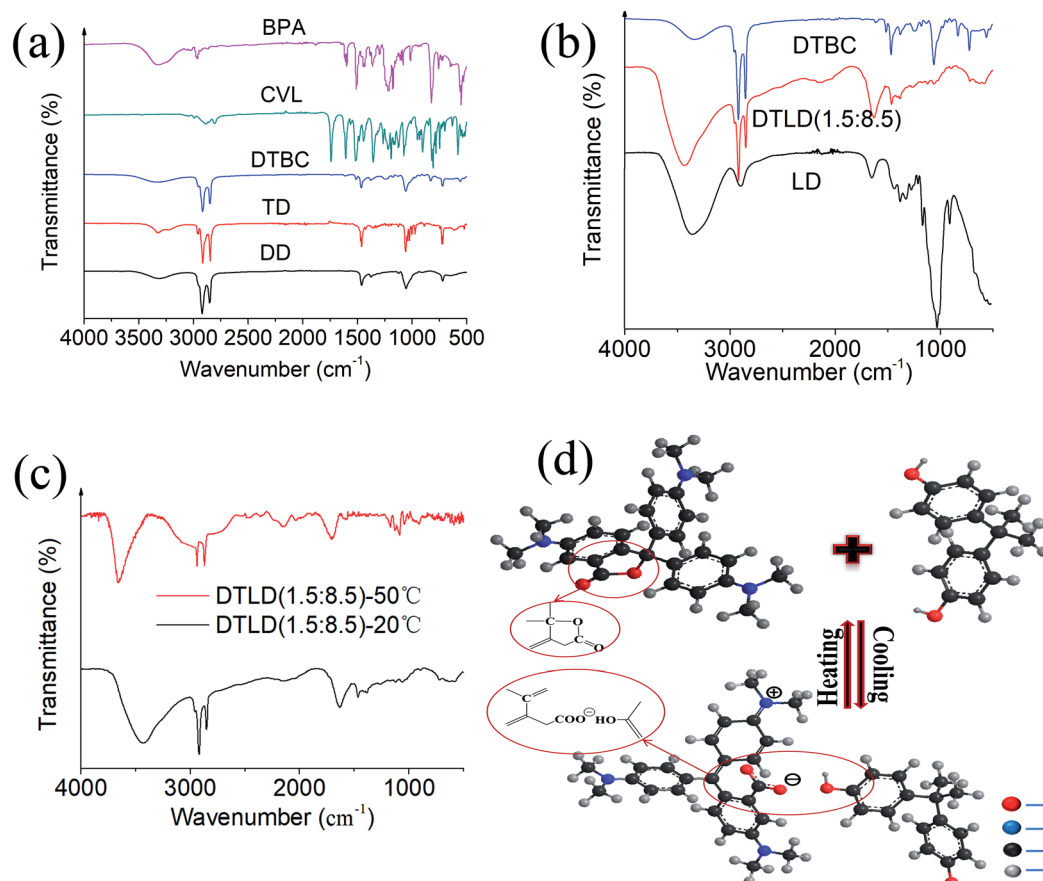 (a)
BPA
CVL
DTBC
TD
DD
Transmittance (%)
4000 3500 3000 2500 2000 1500 1000 500
Wavenumber (cm-1)
(b)
DTBC
DTLD(1.5:8.5)
LD
Transmittance (%)
4000 3000 2000 1000
Wavenumber (cm-1)
(c)
DTLD(1.5:8.5)-50℃
DTLD(1.5:8.5)-20℃
Transmittance (%)
4000 3000 2000 1000
Wavenumber (cm-1)
(d)
+
O
C
O
Heating
Cooling
⊕
COO⊖
HO
⊖